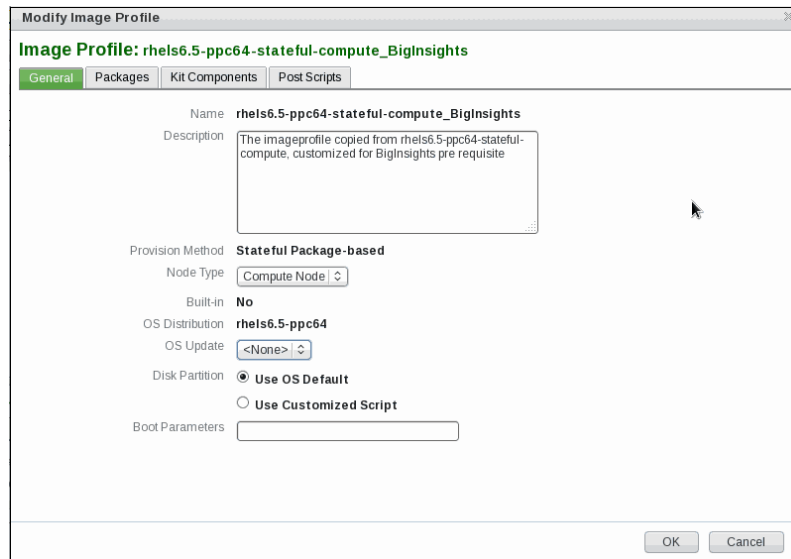 Modify Image Profile
Image Profile: rhels6.5-ppc64-stateful-compute_BigInsights
General Packages Kit Components Post Scripts
Name rhels6.5-ppc64-stateful-compute_BigInsights
Description The imageprofile copied from rhels6.5-ppc64-stateful-
compute, customized for BigInsights pre requisite
Provision Method Stateful Package-based
Node Type Compute Node
Built-in No
OS Distribution rhels6.5-ppc64
OS Update <None>
Disk Partition Use OS Default
Use Customized Script
Boot Parameters
OK Cancel